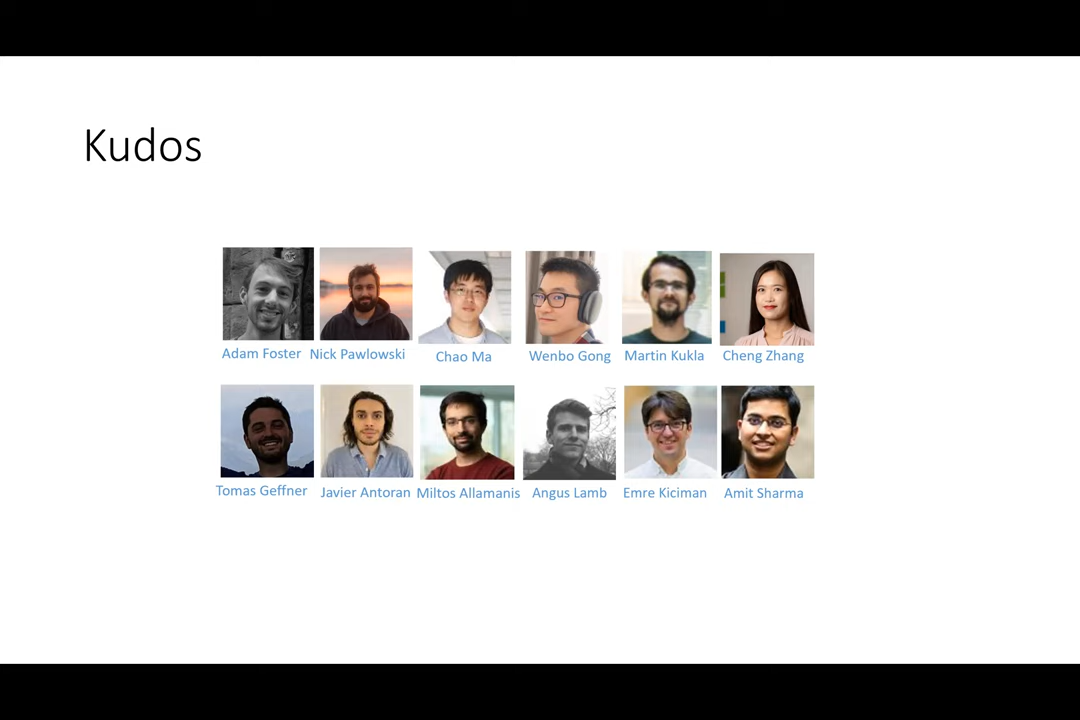 Kudos
Adam Foster Nick Pawlowski Chao Ma Wenbo Gong Martin Kukla Cheng Zhang
Tomas Geffner Javier Antoran Miltos Allamanis Angus Lamb Emre Kiciman Amit Sharma